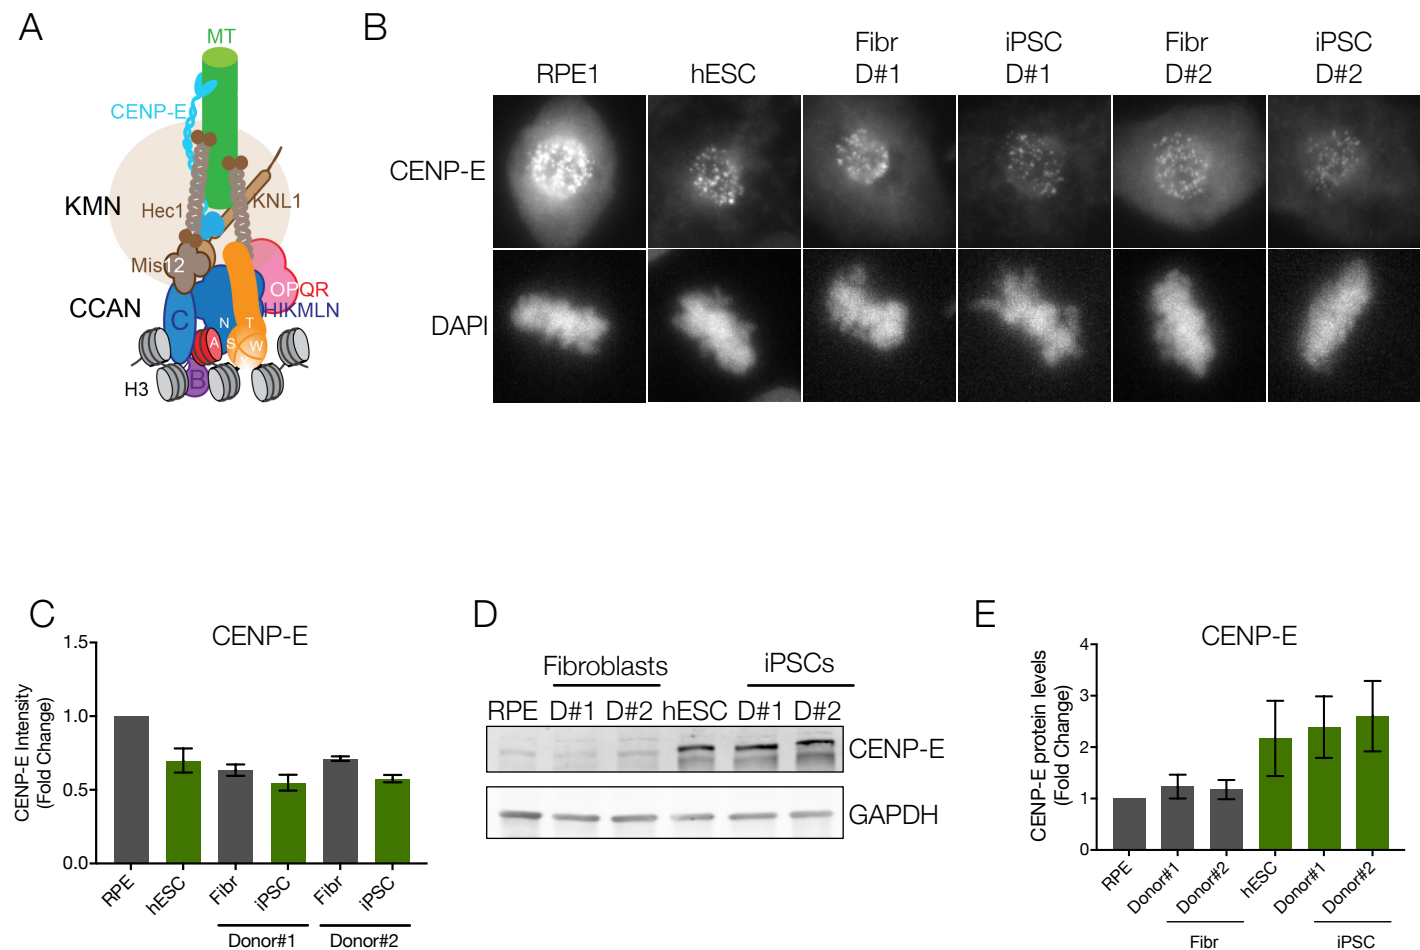 A
MT
CENP-E
KMN
Hec1
KNL1
Mis12
CCAN
OPQR
HIKMLN
C
N T
A S W
X
B
H3
B
RPE1
hESC
Fibr
D#1
iPSC
D#1
Fibr
D#2
iPSC
D#2
CENP-E
DAPI
C
CENP-E
CENP-E Intensity
(Fold Change)
1.5
1.0
0.5
0.0
RPE
hESC
Fibr
iPSC
Fibr
iPSC
Donor#1
Donor#2
D
Fibroblasts
iPSCs
RPE D#1 D#2 hESC D#1 D#2
CENP-E
GAPDH
E
CENP-E
CENP-E protein levels
(Fold Change)
4
3
2
1
0
RPE
Donor#1
Donor#2
hESC
Donor#1
Donor#2
Fibr
iPSC